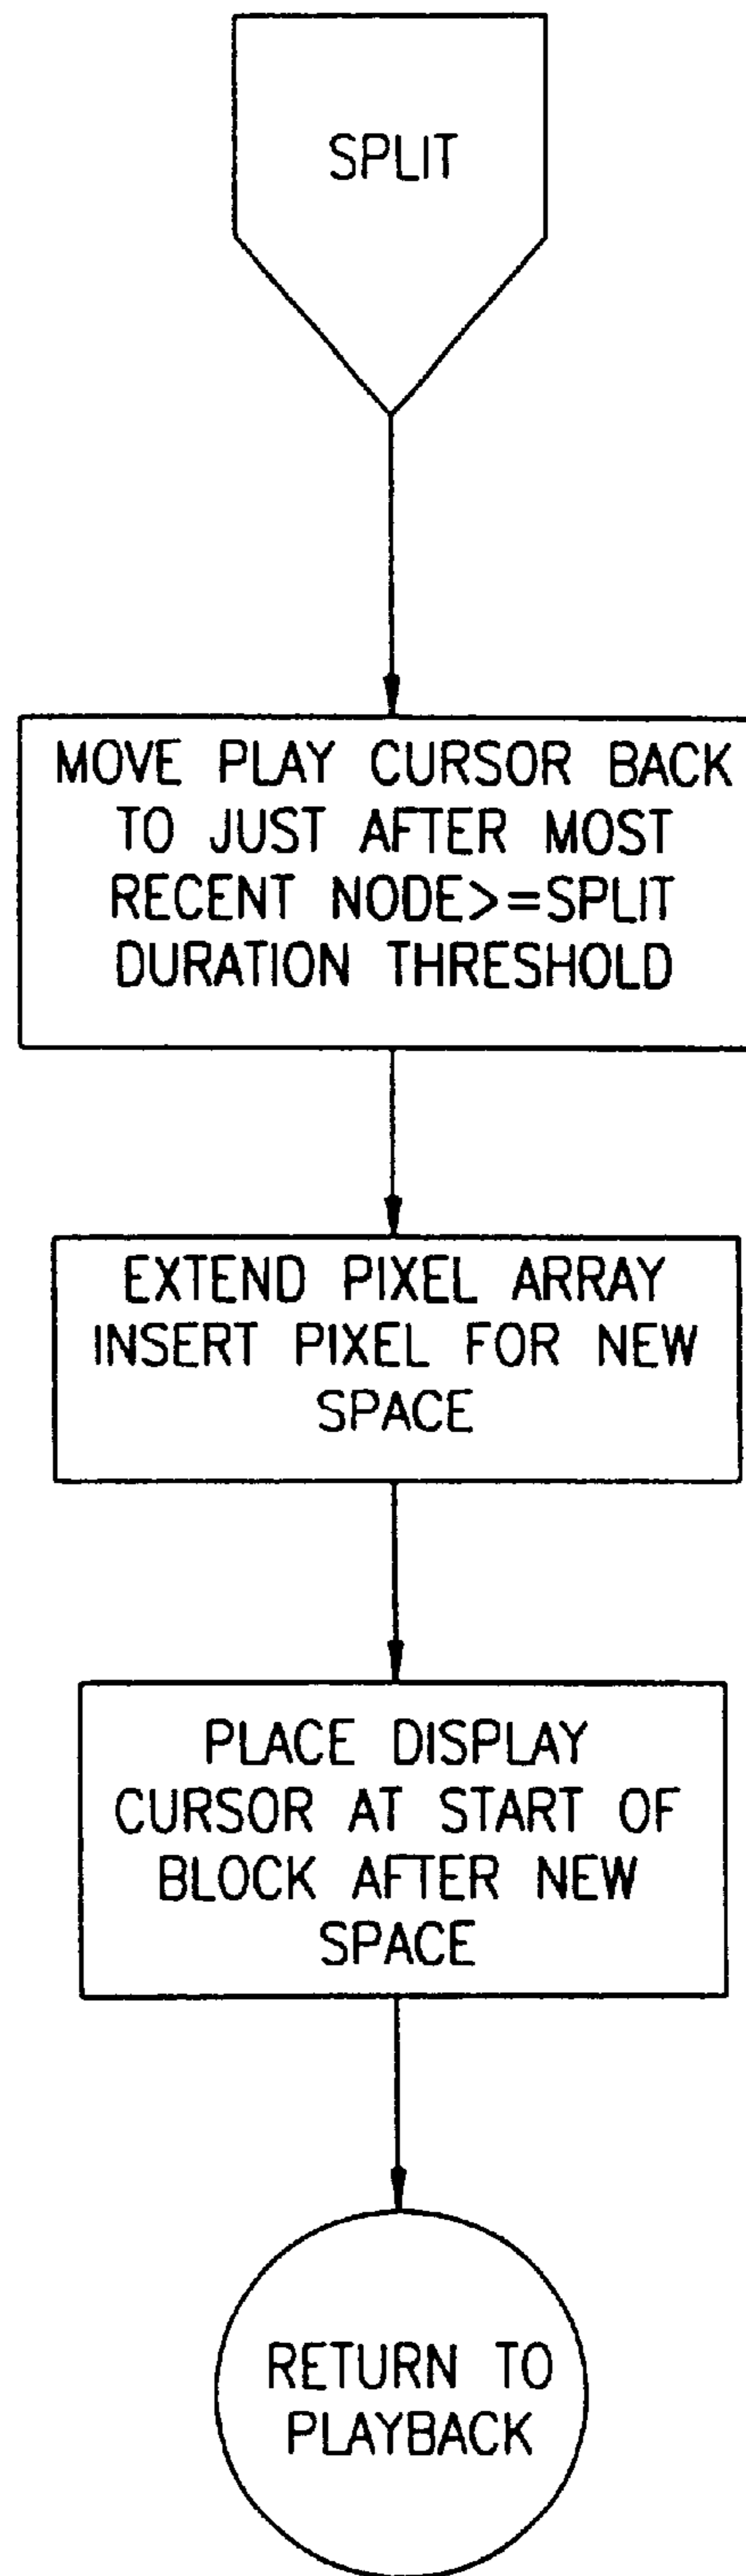 SPLIT
MOVE PLAY CURSOR BACK
TO JUST AFTER MOST
RECENT NODE>=SPLIT
DURATION THRESHOLD
EXTEND PIXEL ARRAY
INSERT PIXEL FOR NEW
SPACE
PLACE DISPLAY
CURSOR AT START OF
BLOCK AFTER NEW
SPACE
RETURN TO
PLAYBACK